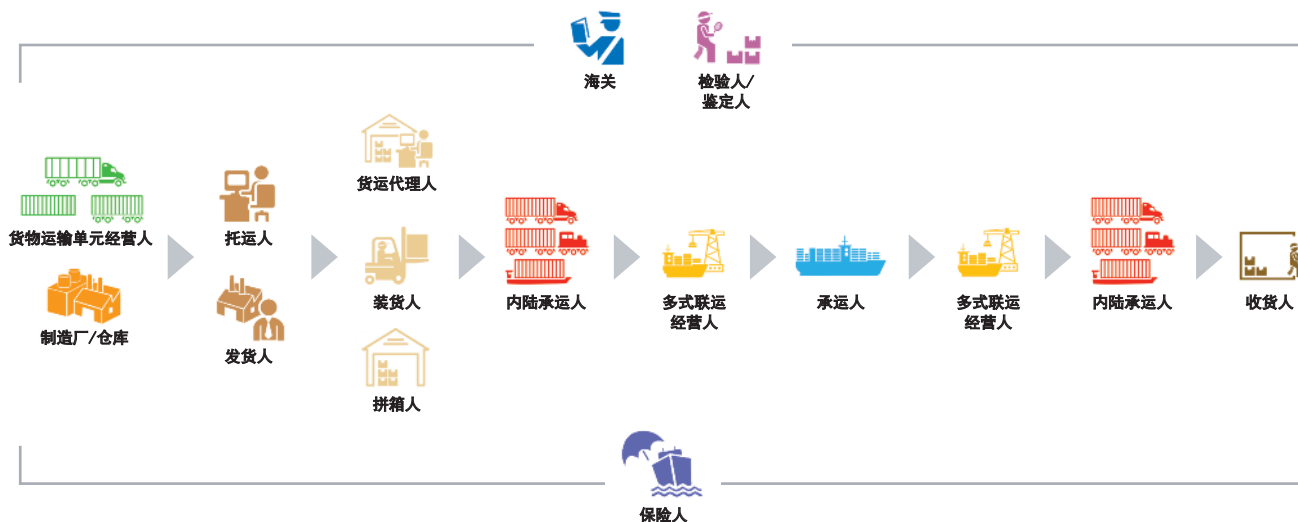 海关
检验人/
鉴定人
货物运输单元经营人
制造厂/仓库
托运人
发货人
货运代理人
装货人
拼箱人
内陆承运人
多式联运
经营人
承运人
多式联运
经营人
内陆承运人
收货人
保险人